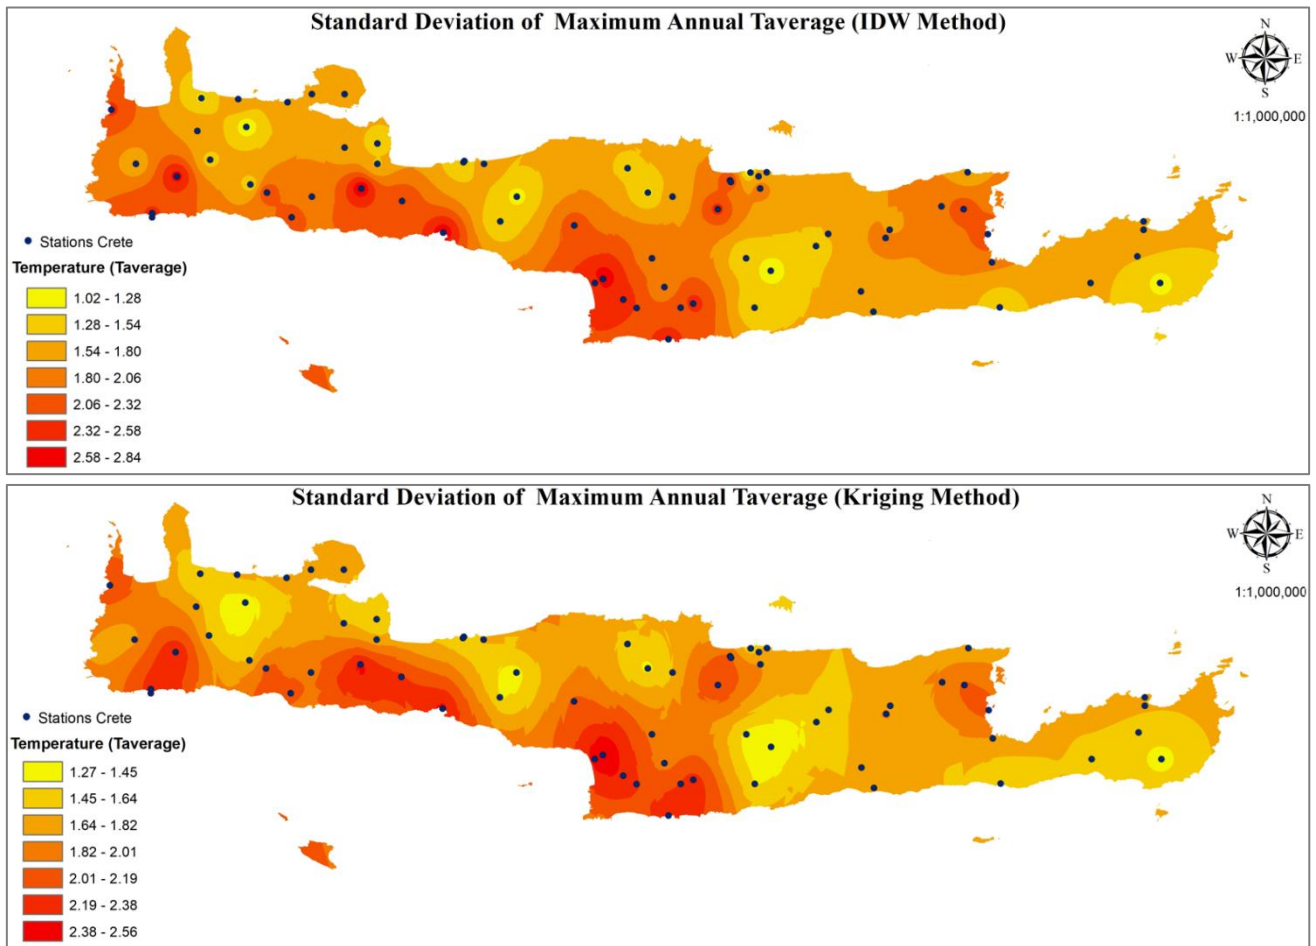 Standard Deviation of  Maximum Annual Taverage (IDW Method)
N
W E
S
1:1,000,000
Stations Crete
Temperature (Taverage)
1.02 - 1.28
1.28 - 1.54
1.54 - 1.80
1.80 - 2.06
2.06 - 2.32
2.32 - 2.58
2.58 - 2.84
Standard Deviation of  Maximum Annual Taverage (Kriging Method)
N
W E
S
1:1,000,000
Stations Crete
Temperature (Taverage)
1.27 - 1.45
1.45 - 1.64
1.64 - 1.82
1.82 - 2.01
2.01 - 2.19
2.19 - 2.38
2.38 - 2.56